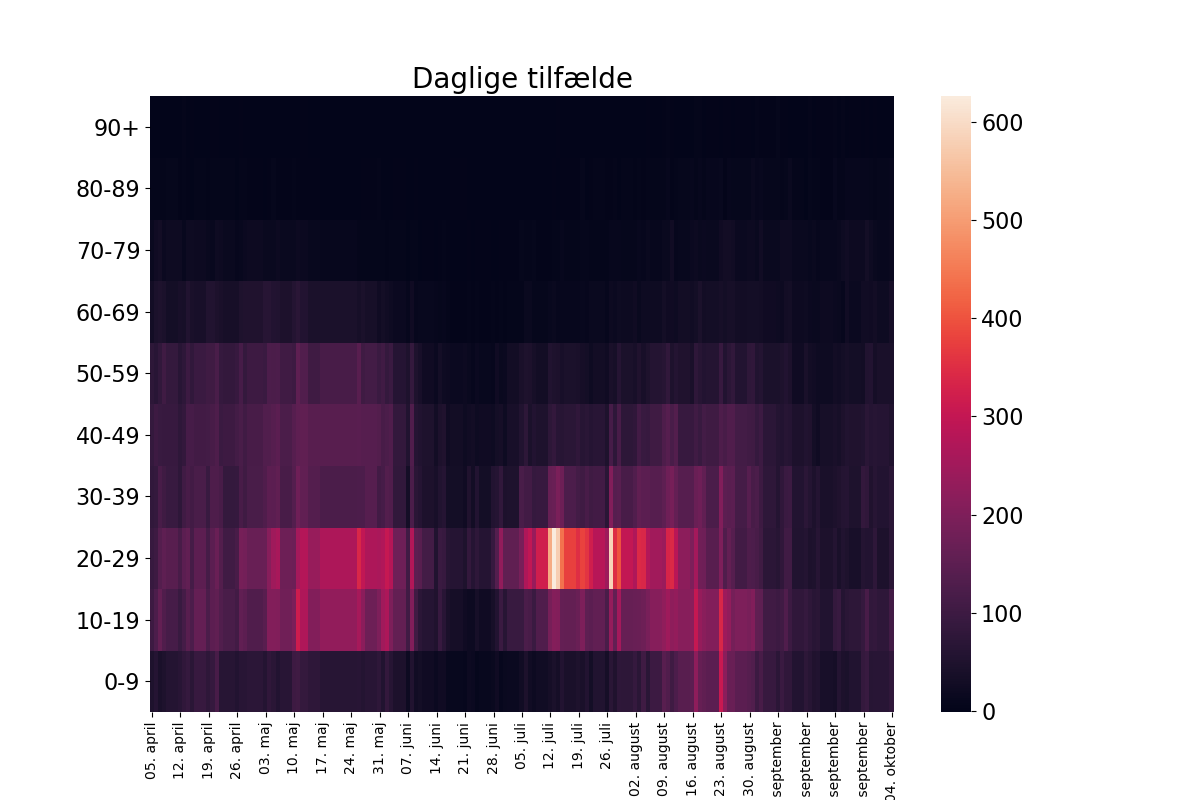 Daglige tilfælde
90+
80-89
70-79
60-69
50-59
40-49
30-39
20-29
10-19
0-9
05. april
12. april
19. april
26. april
03. maj
10. maj
17. maj
24. maj
31. maj
07. juni
14. juni
21. juni
28. juni
05. juli
12. juli
19. juli
26. juli
02. august
09. august
16. august
23. august
30. august
september
september
september
september
04. oktober
600
500
400
300
200
100
0